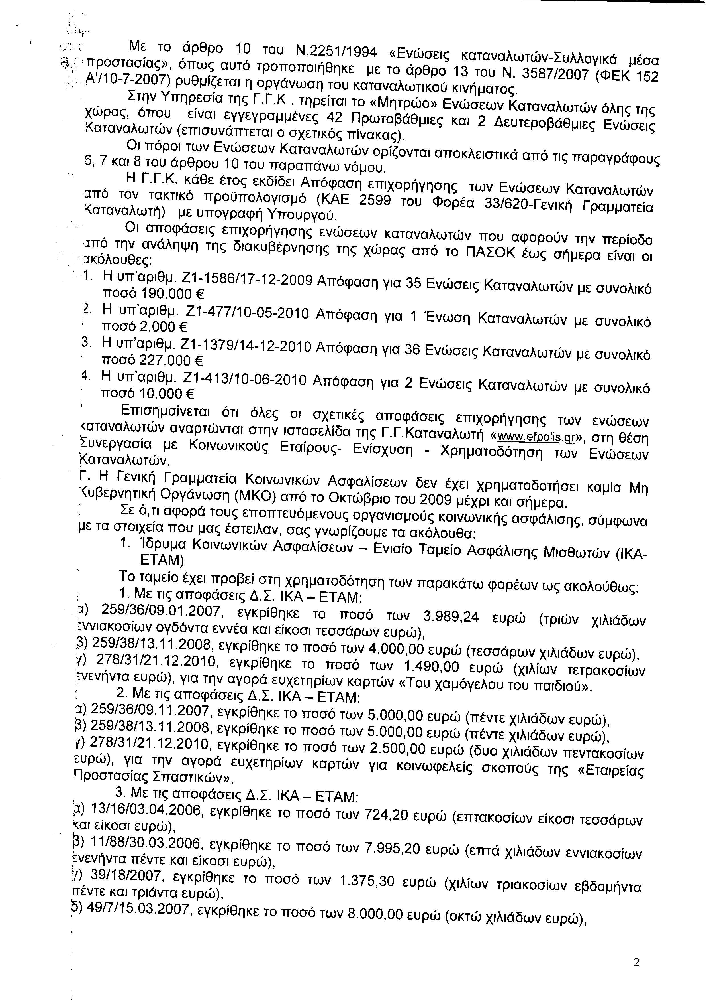 Με το άρθρο 10 του Ν.2251/1994 «Ενώσεις καταναλωτών-Συλλογικά μέσα
προστασίας», όπως αυτό τροποποιήθηκε με το άρθρο 13 του Ν. 3587/2007 (ΦΕΚ 152
Α’/10-7-2007) ρυθμίζεται η οργάνωση του καταναλωτικού κινήματος.
Στην Υπηρεσία της Γ.Γ.Κ . τηρείται το «Μητρώο» Ενώσεων Καταναλωτών όλης της
χώρας, όπου είναι εγγεγραμμένες 42 Πρωτοβάθμιες και 2 Δευτεροβάθμιες Ενώσεις
Καταναλωτών (επισυνάπτεται ο σχετικός πίνακας).
Οι πόροι των Ενώσεων Καταναλωτών ορίζονται αποκλειστικά από τις παραγράφους
6, 7 και 8 του άρθρου 10 του παραπάνω νόμου.
Η Γ.Γ.Κ. κάθε έτος εκδίδει Απόφαση επιχορήγησης των Ενώσεων Καταναλωτών
από τον τακτικό προϋπολογισμό (ΚΑΕ 2599 του Φορέα 33/620-Γενική Γραμματεία
Καταναλωτή) με υπογραφή Υπουργού.
Οι αποφάσεις επιχορήγησης ενώσεων καταναλωτών που αφορούν την περίοδο
από την ανάληψη της διακυβέρνησης της χώρας από το ΠΑΣΟΚ έως σήμερα είναι οι
ακόλουθες:
1. Η υπ’αριθμ. Ζ1-1586/17-12-2009 Απόφαση για 35 Ενώσεις Καταναλωτών με συνολικό
ποσό 190.000 €
2. Η υπ’αριθμ. Ζ1-477/10-05-2010 Απόφαση για 1 Ένωση Καταναλωτών με συνολικό
ποσό 2.000 €
3. Η υπ’αριθμ. Ζ1-1379/14-12-2010 Απόφαση για 36 Ενώσεις Καταναλωτών με συνολικό
ποσό 227.000 €
4. Η υπ’αριθμ. Ζ1-413/10-06-2010 Απόφαση για 2 Ενώσεις Καταναλωτών με συνολικό
ποσό 10.000 €
Επισημαίνεται ότι όλες οι σχετικές αποφάσεις επιχορήγησης των ενώσεων
καταναλωτών αναρτώνται στην ιστοσελίδα της Γ.Γ.Καταναλωτή «www.efpolis.gr», στη θέση
Συνεργασία με Κοινωνικούς Εταίρους- Ενίσχυση - Χρηματοδότηση των Ενώσεων
Καταναλωτών.
Γ. Η Γενική Γραμματεία Κοινωνικών Ασφαλίσεων δεν έχει χρηματοδοτήσει καμία Μη
Κυβερνητική Οργάνωση (ΜΚΟ) από το Οκτώβριο του 2009 μέχρι και σήμερα.
Σε ό,τι αφορά τους εποπτευόμενους οργανισμούς κοινωνικής ασφάλισης, σύμφωνα
με τα στοιχεία που μας έστειλαν, σας γνωρίζουμε τα ακόλουθα:
1. Ίδρυμα Κοινωνικών Ασφαλίσεων – Ενιαίο Ταμείο Ασφάλισης Μισθωτών (ΙΚΑ-
ΕΤΑΜ)
Το ταμείο έχει προβεί στη χρηματοδότηση των παρακάτω φορέων ως ακολούθως:
1. Με τις αποφάσεις Δ.Σ. ΙΚΑ – ΕΤΑΜ:
α) 259/36/09.01.2007, εγκρίθηκε το ποσό των 3.989,24 ευρώ (τριών χιλιάδων
εννιακοσίων ογδόντα εννέα και είκοσι τεσσάρων ευρώ),
β) 259/38/13.11.2008, εγκρίθηκε το ποσό των 4.000,00 ευρώ (τεσσάρων χιλιάδων ευρώ),
γ) 278/31/21.12.2010, εγκρίθηκε το ποσό των 1.490,00 ευρώ (χιλίων τετρακοσίων
ενενήντα ευρώ), για την αγορά ευχετηρίων καρτών «Του χαμόγελου του παιδιού»,
2. Με τις αποφάσεις Δ.Σ. ΙΚΑ – ΕΤΑΜ:
α) 259/36/09.11.2007, εγκρίθηκε το ποσό των 5.000,00 ευρώ (πέντε χιλιάδων ευρώ),
β) 259/38/13.11.2008, εγκρίθηκε το ποσό των 5.000,00 ευρώ (πέντε χιλιάδων ευρώ),
γ) 278/31/21.12.2010, εγκρίθηκε το ποσό των 2.500,00 ευρώ (δυο χιλιάδων πεντακοσίων
ευρώ), για την αγορά ευχετηρίων καρτών για κοινωφελείς σκοπούς της «Εταιρείας
Προστασίας Σπαστικών»,
3. Με τις αποφάσεις Δ.Σ. ΙΚΑ – ΕΤΑΜ:
α) 13/16/03.04.2006, εγκρίθηκε το ποσό των 724,20 ευρώ (επτακοσίων είκοσι τεσσάρων
και είκοσι ευρώ),
β) 11/88/30.03.2006, εγκρίθηκε το ποσό των 7.995,20 ευρώ (επτά χιλιάδων εννιακοσίων
ενενήντα πέντε και είκοσι ευρώ),
γ) 39/18/2007, εγκρίθηκε το ποσό των 1.375,30 ευρώ (χιλίων τριακοσίων εβδομήντα
πέντε και τριάντα ευρώ),
δ) 49/7/15.03.2007, εγκρίθηκε το ποσό των 8.000,00 ευρώ (οκτώ χιλιάδων ευρώ),
2